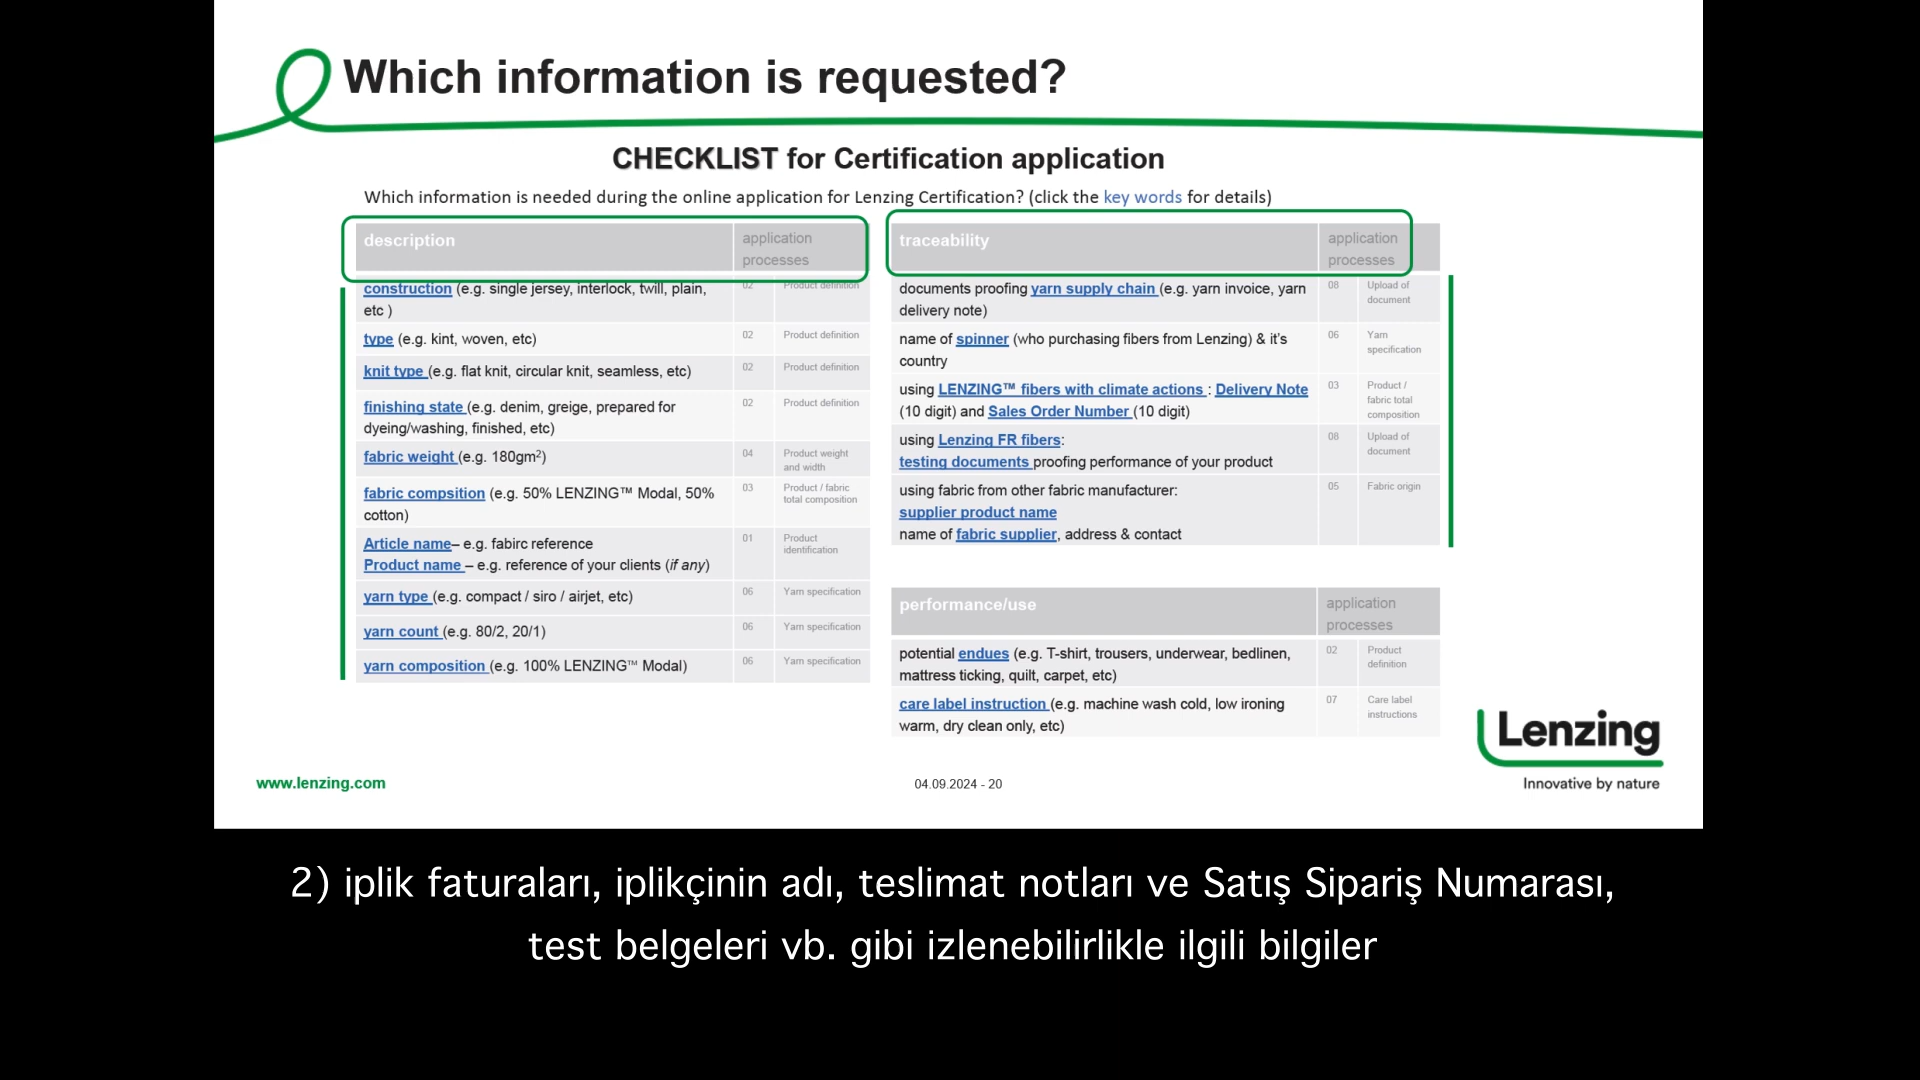 Which information is requested?
CHECKLIST for Certification application
Which information is needed during the online application for Lenzing Certification? (click the key words for details)
description
application
processes
construction (e.g. single jersey, interlock, twill, plain,
etc )
02
Product definition
type (e.g. kint, woven, etc)
02
Product definition
knit type (e.g. flat knit, circular knit, seamless, etc)
02
Product definition
finishing state (e.g. denim, greige, prepared for
dyeing/washing, finished, etc)
02
Product definition
fabric weight (e.g. 180gm²)
04
Product weight
and width
fabric compsition (e.g. 50% LENZING™ Modal, 50%
cotton)
03
Product / fabric
total composition
Article name– e.g. fabirc reference
Product name – e.g. reference of your clients (if any)
01
Product
identification
yarn type (e.g. compact / siro / airjet, etc)
06
Yarn specification
yarn count (e.g. 80/2, 20/1)
06
Yarn specification
yarn composition (e.g. 100% LENZING™ Modal)
06
Yarn specification
traceability
application
processes
documents proofing yarn supply chain (e.g. yarn invoice, yarn
delivery note)
08
Upload of
document
name of spinner (who purchasing fibers from Lenzing) & it's
country
06
Yarn
specification
using LENZING™ fibers with climate actions : Delivery Note
(10 digit) and Sales Order Number (10 digit)
03
Product /
fabric total
composition
using Lenzing FR fibers:
testing documents proofing performance of your product
08
Upload of
document
using fabric from other fabric manufacturer:
supplier product name
name of fabric supplier, address & contact
05
Fabric origin
performance/use
application
processes
potential endues (e.g. T-shirt, trousers, underwear, bedlinen,
mattress ticking, quilt, carpet, etc)
02
Product
definition
care label instruction (e.g. machine wash cold, low ironing
warm, dry clean only, etc)
07
Care label
instructions
Lenzing
Innovative by nature
www.lenzing.com
04.09.2024 - 20
2) iplik faturaları, iplikçinin adı, teslimat notları ve Satış Sipariş Numarası,
test belgeleri vb. gibi izlenebilirlikle ilgili bilgiler